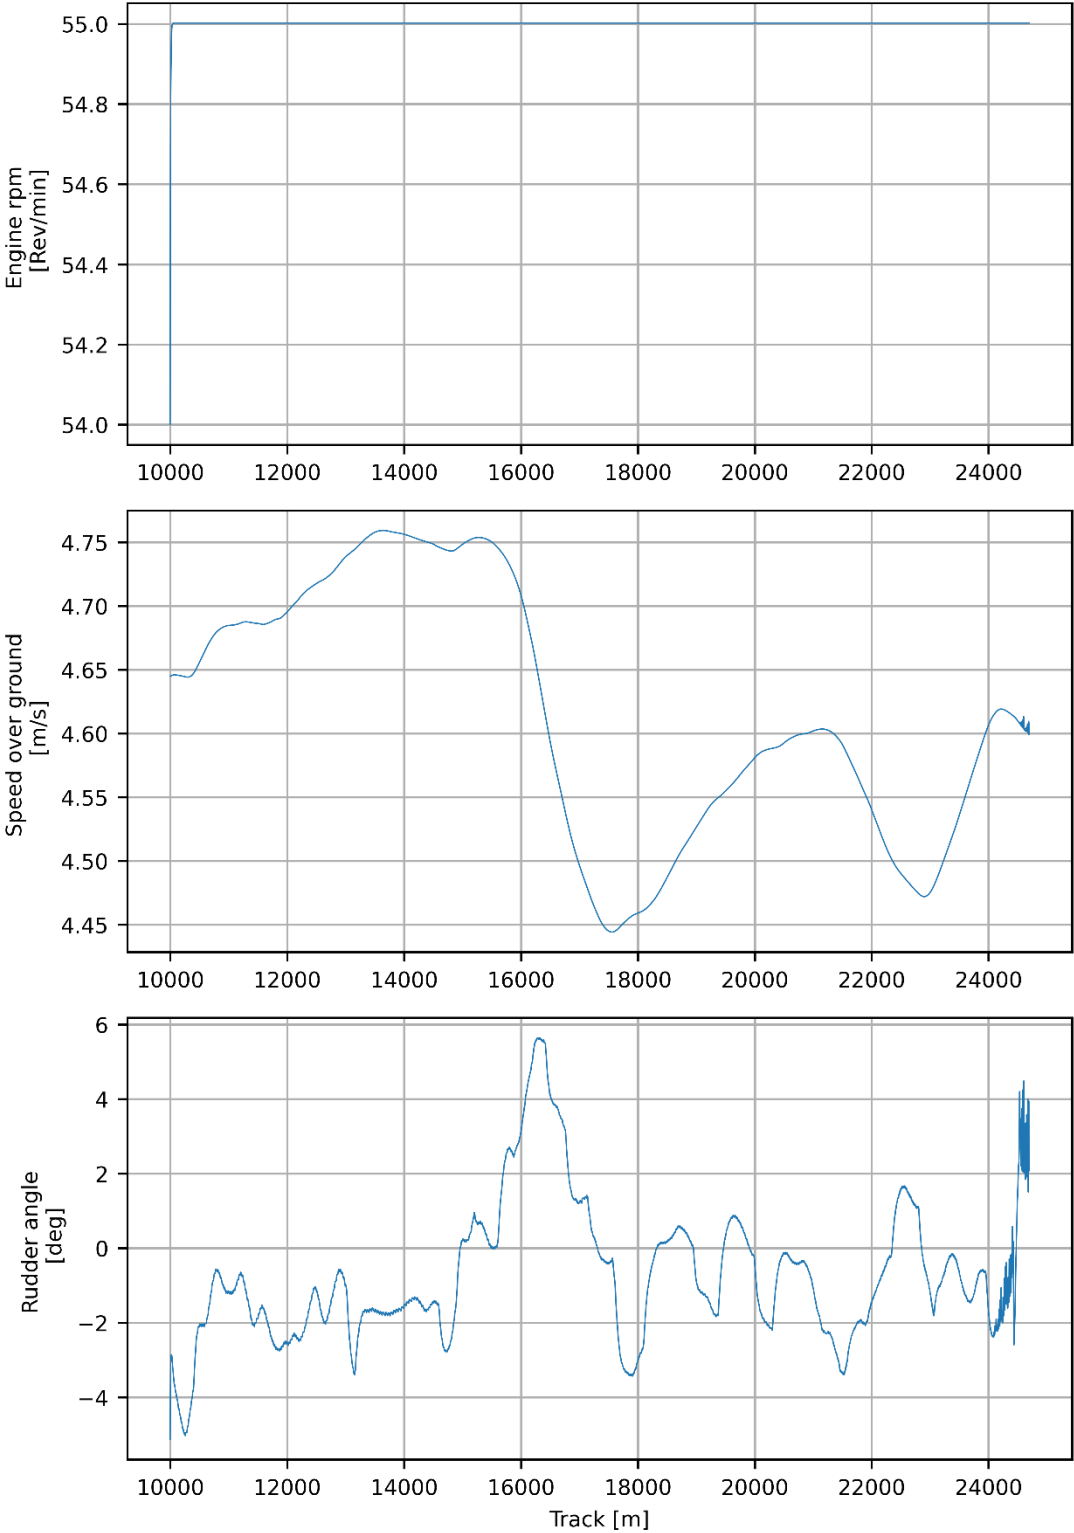 Engine rpm
[Rev/min]
55.0
54.8
54.6
54.4
54.2
54.0
10000 12000 14000 16000 18000 20000 22000 24000
Speed over ground
[m/s]
4.75
4.70
4.65
4.60
4.55
4.50
4.45
10000 12000 14000 16000 18000 20000 22000 24000
Rudder angle
[deg]
6
4
2
0
−2
−4
10000 12000 14000 16000 18000 20000 22000 24000
Track [m]